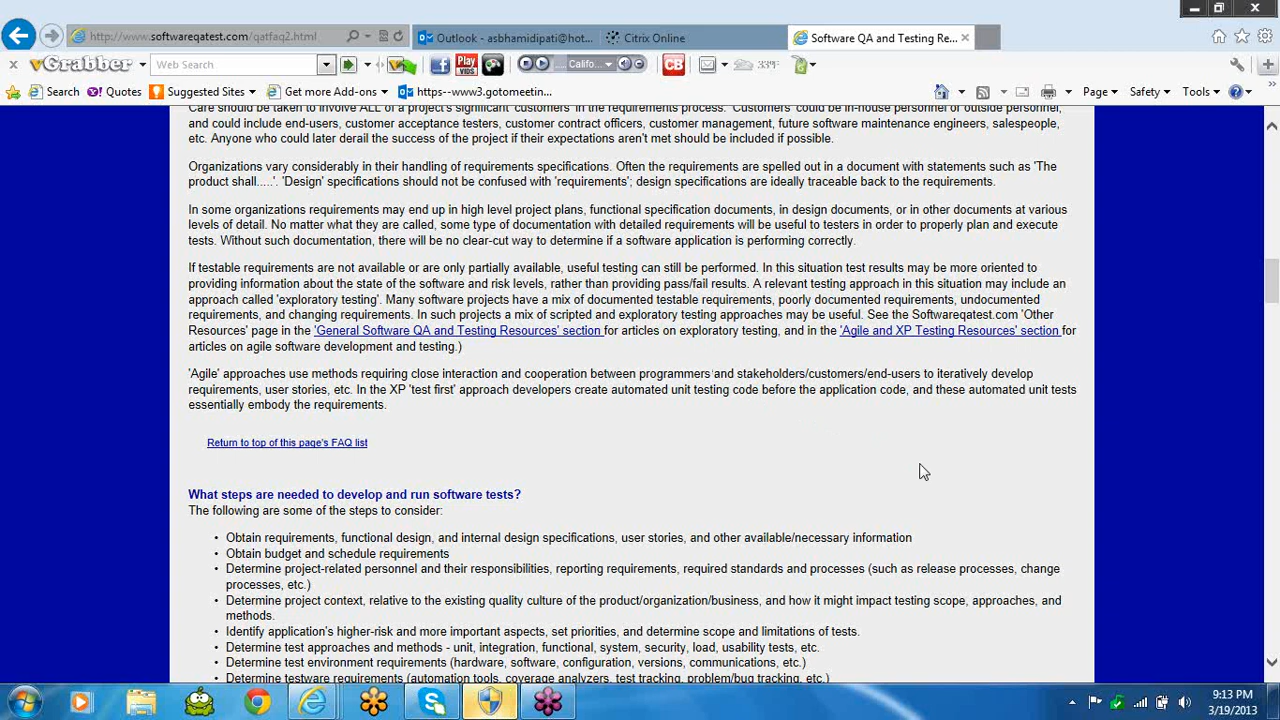 http://www.softwareqatest.com/qatfaq2.html
Outlook - asbhamidipati@hot...
Citrix Online
Software QA and Testing Re...
vGrabber
Web Search
Play VIDS
Califo...
CB
33°F
Search
Quotes
Suggested Sites
Get more Add-ons
https--www3.gotomeetin...
Page
Safety
Tools
and could include end-users, customer acceptance testers, customer contract officers, customer management, future software maintenance engineers, salespeople,
etc. Anyone who could later derail the success of the project if their expectations aren't met should be included if possible.
Organizations vary considerably in their handling of requirements specifications. Often the requirements are spelled out in a document with statements such as 'The
product shall.....'. 'Design' specifications should not be confused with 'requirements'; design specifications are ideally traceable back to the requirements.
In some organizations requirements may end up in high level project plans, functional specification documents, in design documents, or in other documents at various
levels of detail. No matter what they are called, some type of documentation with detailed requirements will be useful to testers in order to properly plan and execute
tests. Without such documentation, there will be no clear-cut way to determine if a software application is performing correctly.
If testable requirements are not available or are only partially available, useful testing can still be performed. In this situation test results may be more oriented to
providing information about the state of the software and risk levels, rather than providing pass/fail results. A relevant testing approach in this situation may include an
approach called 'exploratory testing'. Many software projects have a mix of documented testable requirements, poorly documented requirements, undocumented
requirements, and changing requirements. In such projects a mix of scripted and exploratory testing approaches may be useful. See the Softwareqatest.com 'Other
Resources' page in the 'General Software QA and Testing Resources' section for articles on exploratory testing, and in the 'Agile and XP Testing Resources' section for
articles on agile software development and testing.)
'Agile' approaches use methods requiring close interaction and cooperation between programmers and stakeholders/customers/end-users to iteratively develop
requirements, user stories, etc. In the XP 'test first' approach developers create automated unit testing code before the application code, and these automated unit tests
essentially embody the requirements.
Return to top of this page's FAQ list
What steps are needed to develop and run software tests?
The following are some of the steps to consider:
• Obtain requirements, functional design, and internal design specifications, user stories, and other available/necessary information
• Obtain budget and schedule requirements
• Determine project-related personnel and their responsibilities, reporting requirements, required standards and processes (such as release processes, change
processes, etc.)
• Determine project context, relative to the existing quality culture of the product/organization/business, and how it might impact testing scope, approaches, and
methods.
• Identify application's higher-risk and more important aspects, set priorities, and determine scope and limitations of tests.
• Determine test approaches and methods - unit, integration, functional, system, security, load, usability tests, etc.
• Determine test environment requirements (hardware, software, configuration, versions, communications, etc.)
• Determine testware requirements (automation tools, coverage analyzers, test tracking, problem/bug tracking, etc.)
9:13 PM
3/19/2013